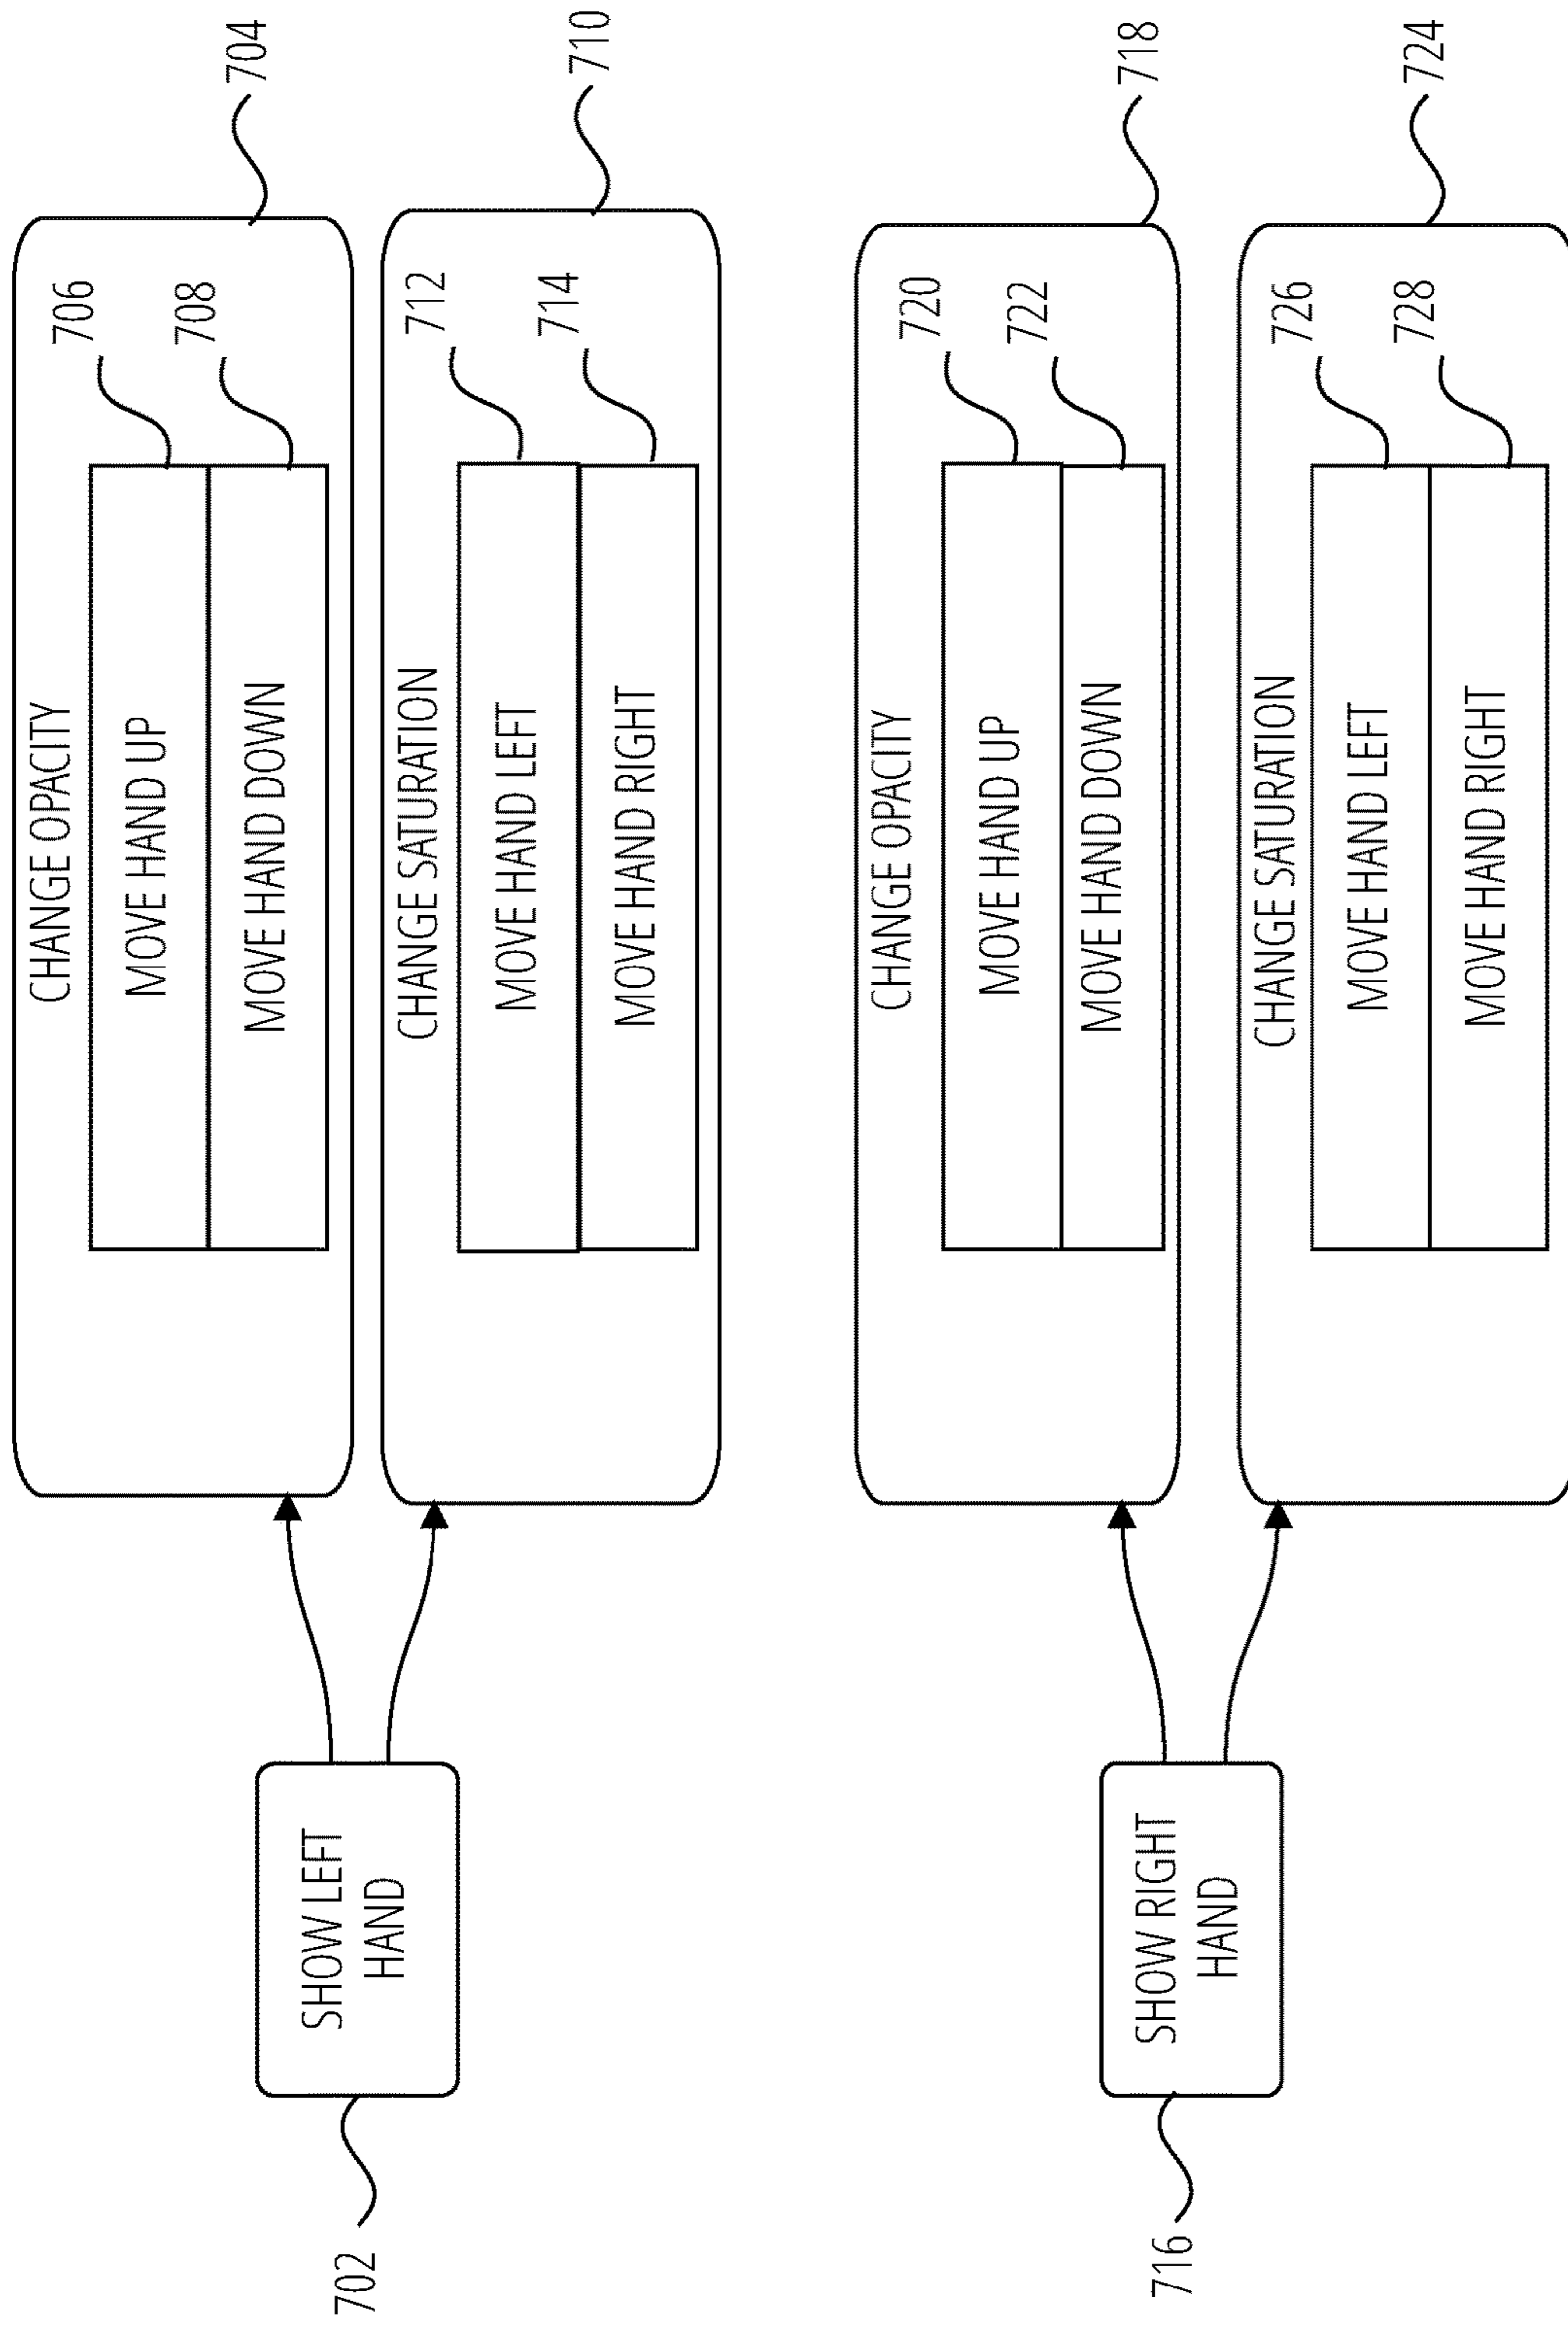 CHANGE OPACITY
704
706
MOVE HAND UP
708
MOVE HAND DOWN
SHOW LEFT
HAND
702
CHANGE SATURATION
710
712
MOVE HAND LEFT
714
MOVE HAND RIGHT
CHANGE OPACITY
718
720
MOVE HAND UP
722
MOVE HAND DOWN
SHOW RIGHT
HAND
716
CHANGE SATURATION
724
726
MOVE HAND LEFT
728
MOVE HAND RIGHT